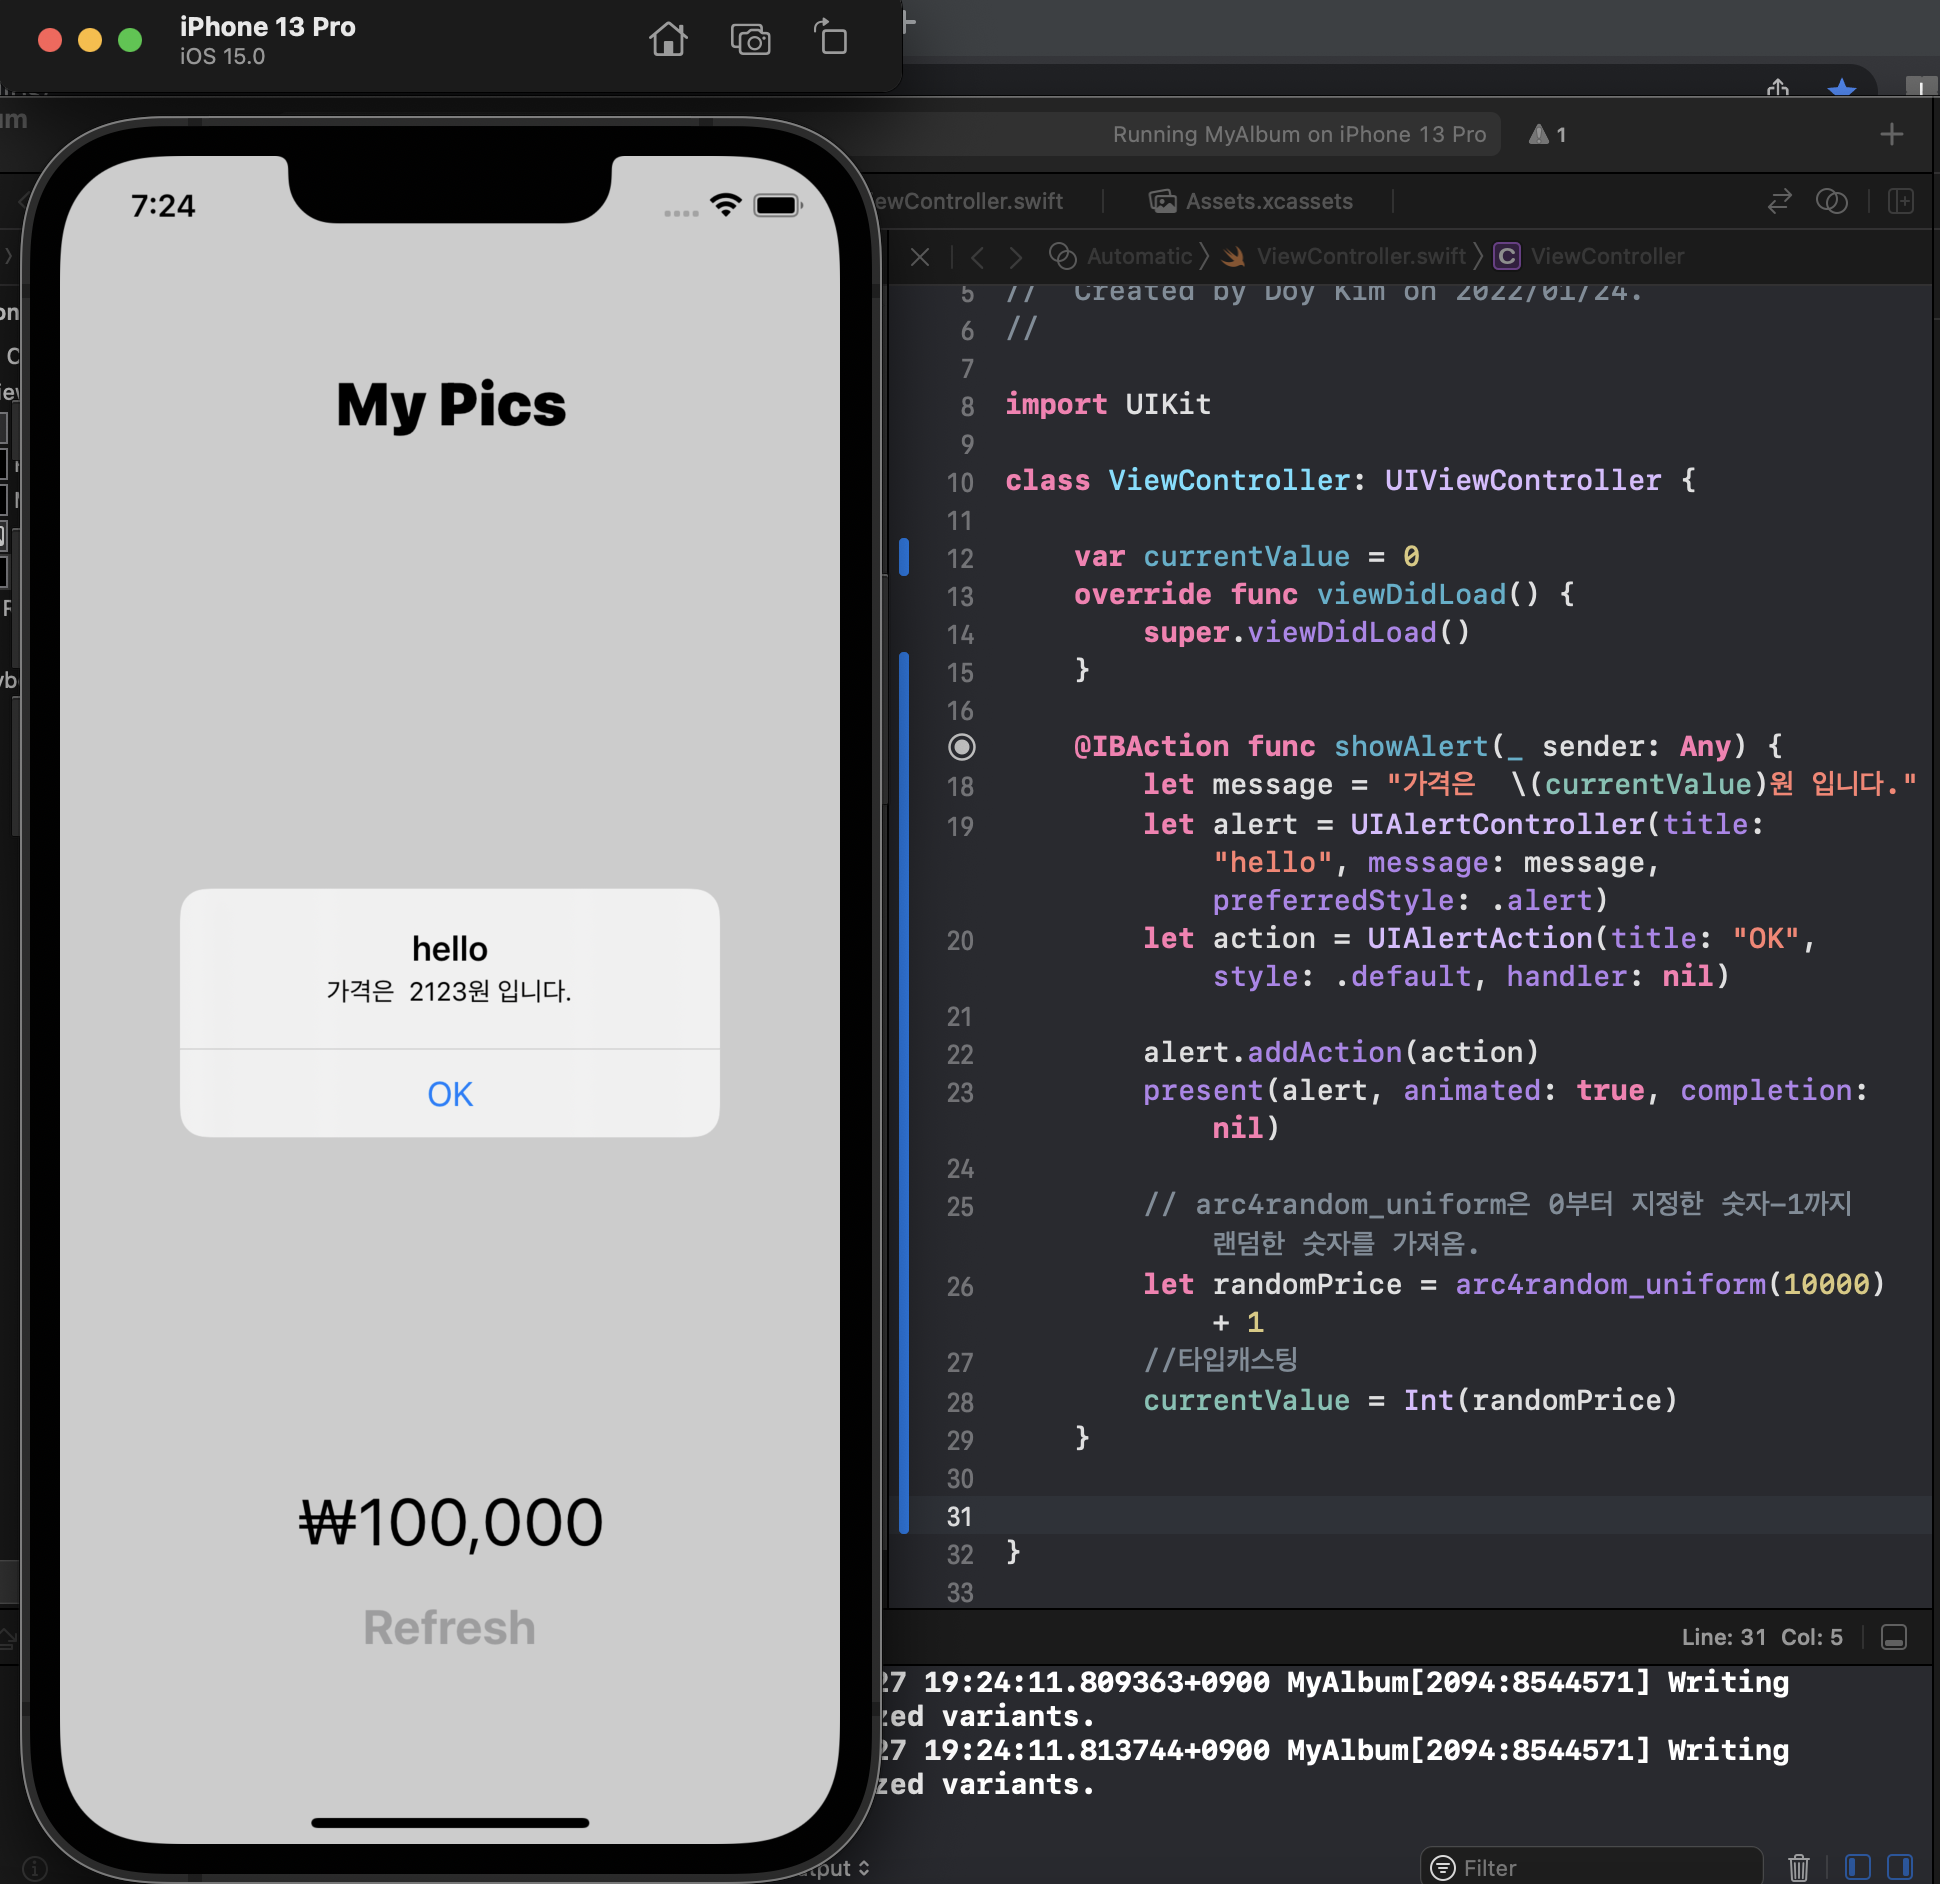 iPhone 13 Pro
iOS 15.0
Running MyAlbum on iPhone 13 Pro
1
7:24
My Pics
hello
가격은  2123원 입니다.
OK
₩100,000
Refresh
ewController.swift
Assets.xcassets
Automatic
ViewController.swift
C
ViewController
5 //  Created by Doy Kim on 2022/01/24.
6 //
7
8 import UIKit
9
10 class ViewController: UIViewController {
11
12     var currentValue = 0
13     override func viewDidLoad() {
14         super.viewDidLoad()
15     }
16
@IBAction func showAlert(_ sender: Any) {
18         let message = "가격은  \(currentValue)원 입니다."
19         let alert = UIAlertController(title:
"hello", message: message,
preferredStyle: .alert)
20         let action = UIAlertAction(title: "OK",
style: .default, handler: nil)
21
22         alert.addAction(action)
23         present(alert, animated: true, completion:
nil)
24
25         // arc4random_uniform은 0부터 지정한 숫자-1까지
랜덤한 숫자를 가져옴.
26         let randomPrice = arc4random_uniform(10000)
+ 1
27         //타입캐스팅
28         currentValue = Int(randomPrice)
29     }
30
31
32 }
33
Line: 31  Col: 5
27 19:24:11.809363+0900 MyAlbum[2094:8544571] Writing
zed variants.
27 19:24:11.813744+0900 MyAlbum[2094:8544571] Writing
zed variants.
Filter